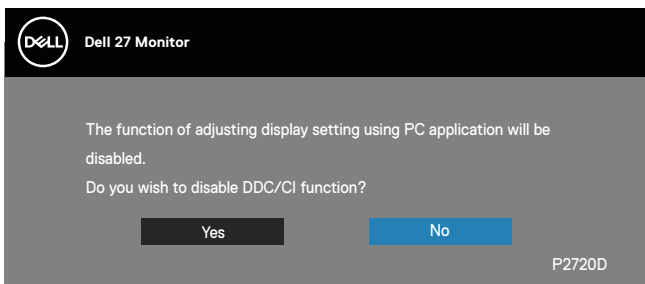 DELL
Dell 27 Monitor
The function of adjusting display setting using PC application will be
disabled.
Do you wish to disable DDC/CI function?
Yes No
P2720D